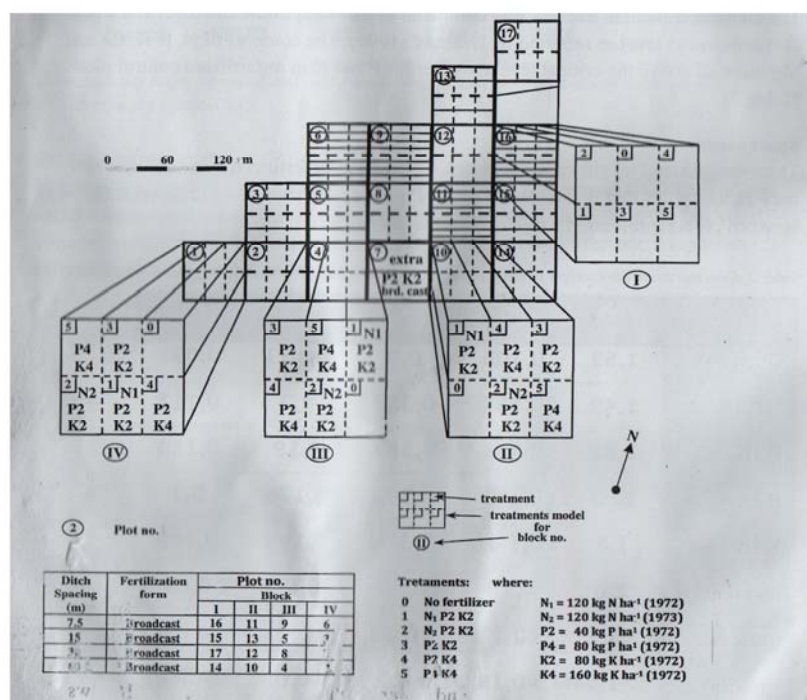 17
13
6 9 12 16
0 60 120 m
2 0 4
1 3 5
I
3 5 8 11 15
1 2 4 7 10 14
extra
P2 K2
brd. cast
5 3 0
P4 P2
K4 K2
2 N2 1 N1 4
P2 P2 P2
K2 K2 K4
IV
3 5 1 N1
P2 P4 P2
K2 K4 K2
4 2 N2 0
P2 P2
K4 K2
III
1 N1 4 3
P2 P2 P2
K2 K4 K2
0 2 N2 5
P2 P4
K2 K4
II
N
2 Plot no.
treatment
treatments model
for
block no.
II
Ditch Spacing (m) Fertilization form Plot no.
Block
I II III IV
7.5 Broadcast 16 11 9 6
15 Broadcast 15 13 5
Broadcast 17 12 8
Broadcast 14 10 4
Tretaments: where:
0 No fertilizer N₁ = 120 kg N ha⁻¹ (1972)
1 N₁ P2 K2 N₂ = 120 kg N ha⁻¹ (1973)
2 N₂ P2 K2 P2 = 40 kg P ha⁻¹ (1972)
3 P2 K2 P4 = 80 kg P ha⁻¹ (1972)
4 P2 K4 K2 = 80 kg K ha⁻¹ (1972)
5 P4 K4 K4 = 160 kg K ha⁻¹ (1972)